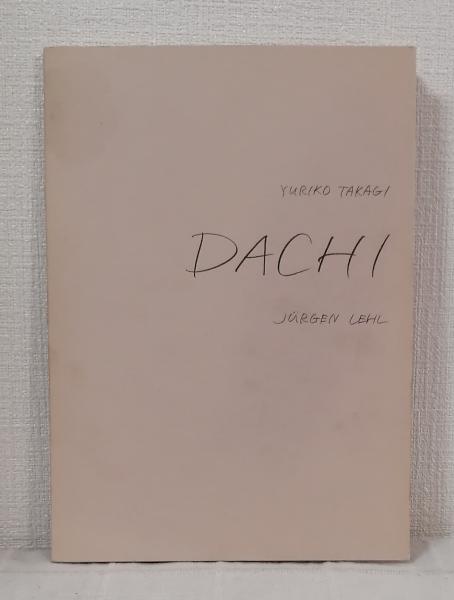 YURIKO TAKAGI
DACHI
JÜRGEN LEHL